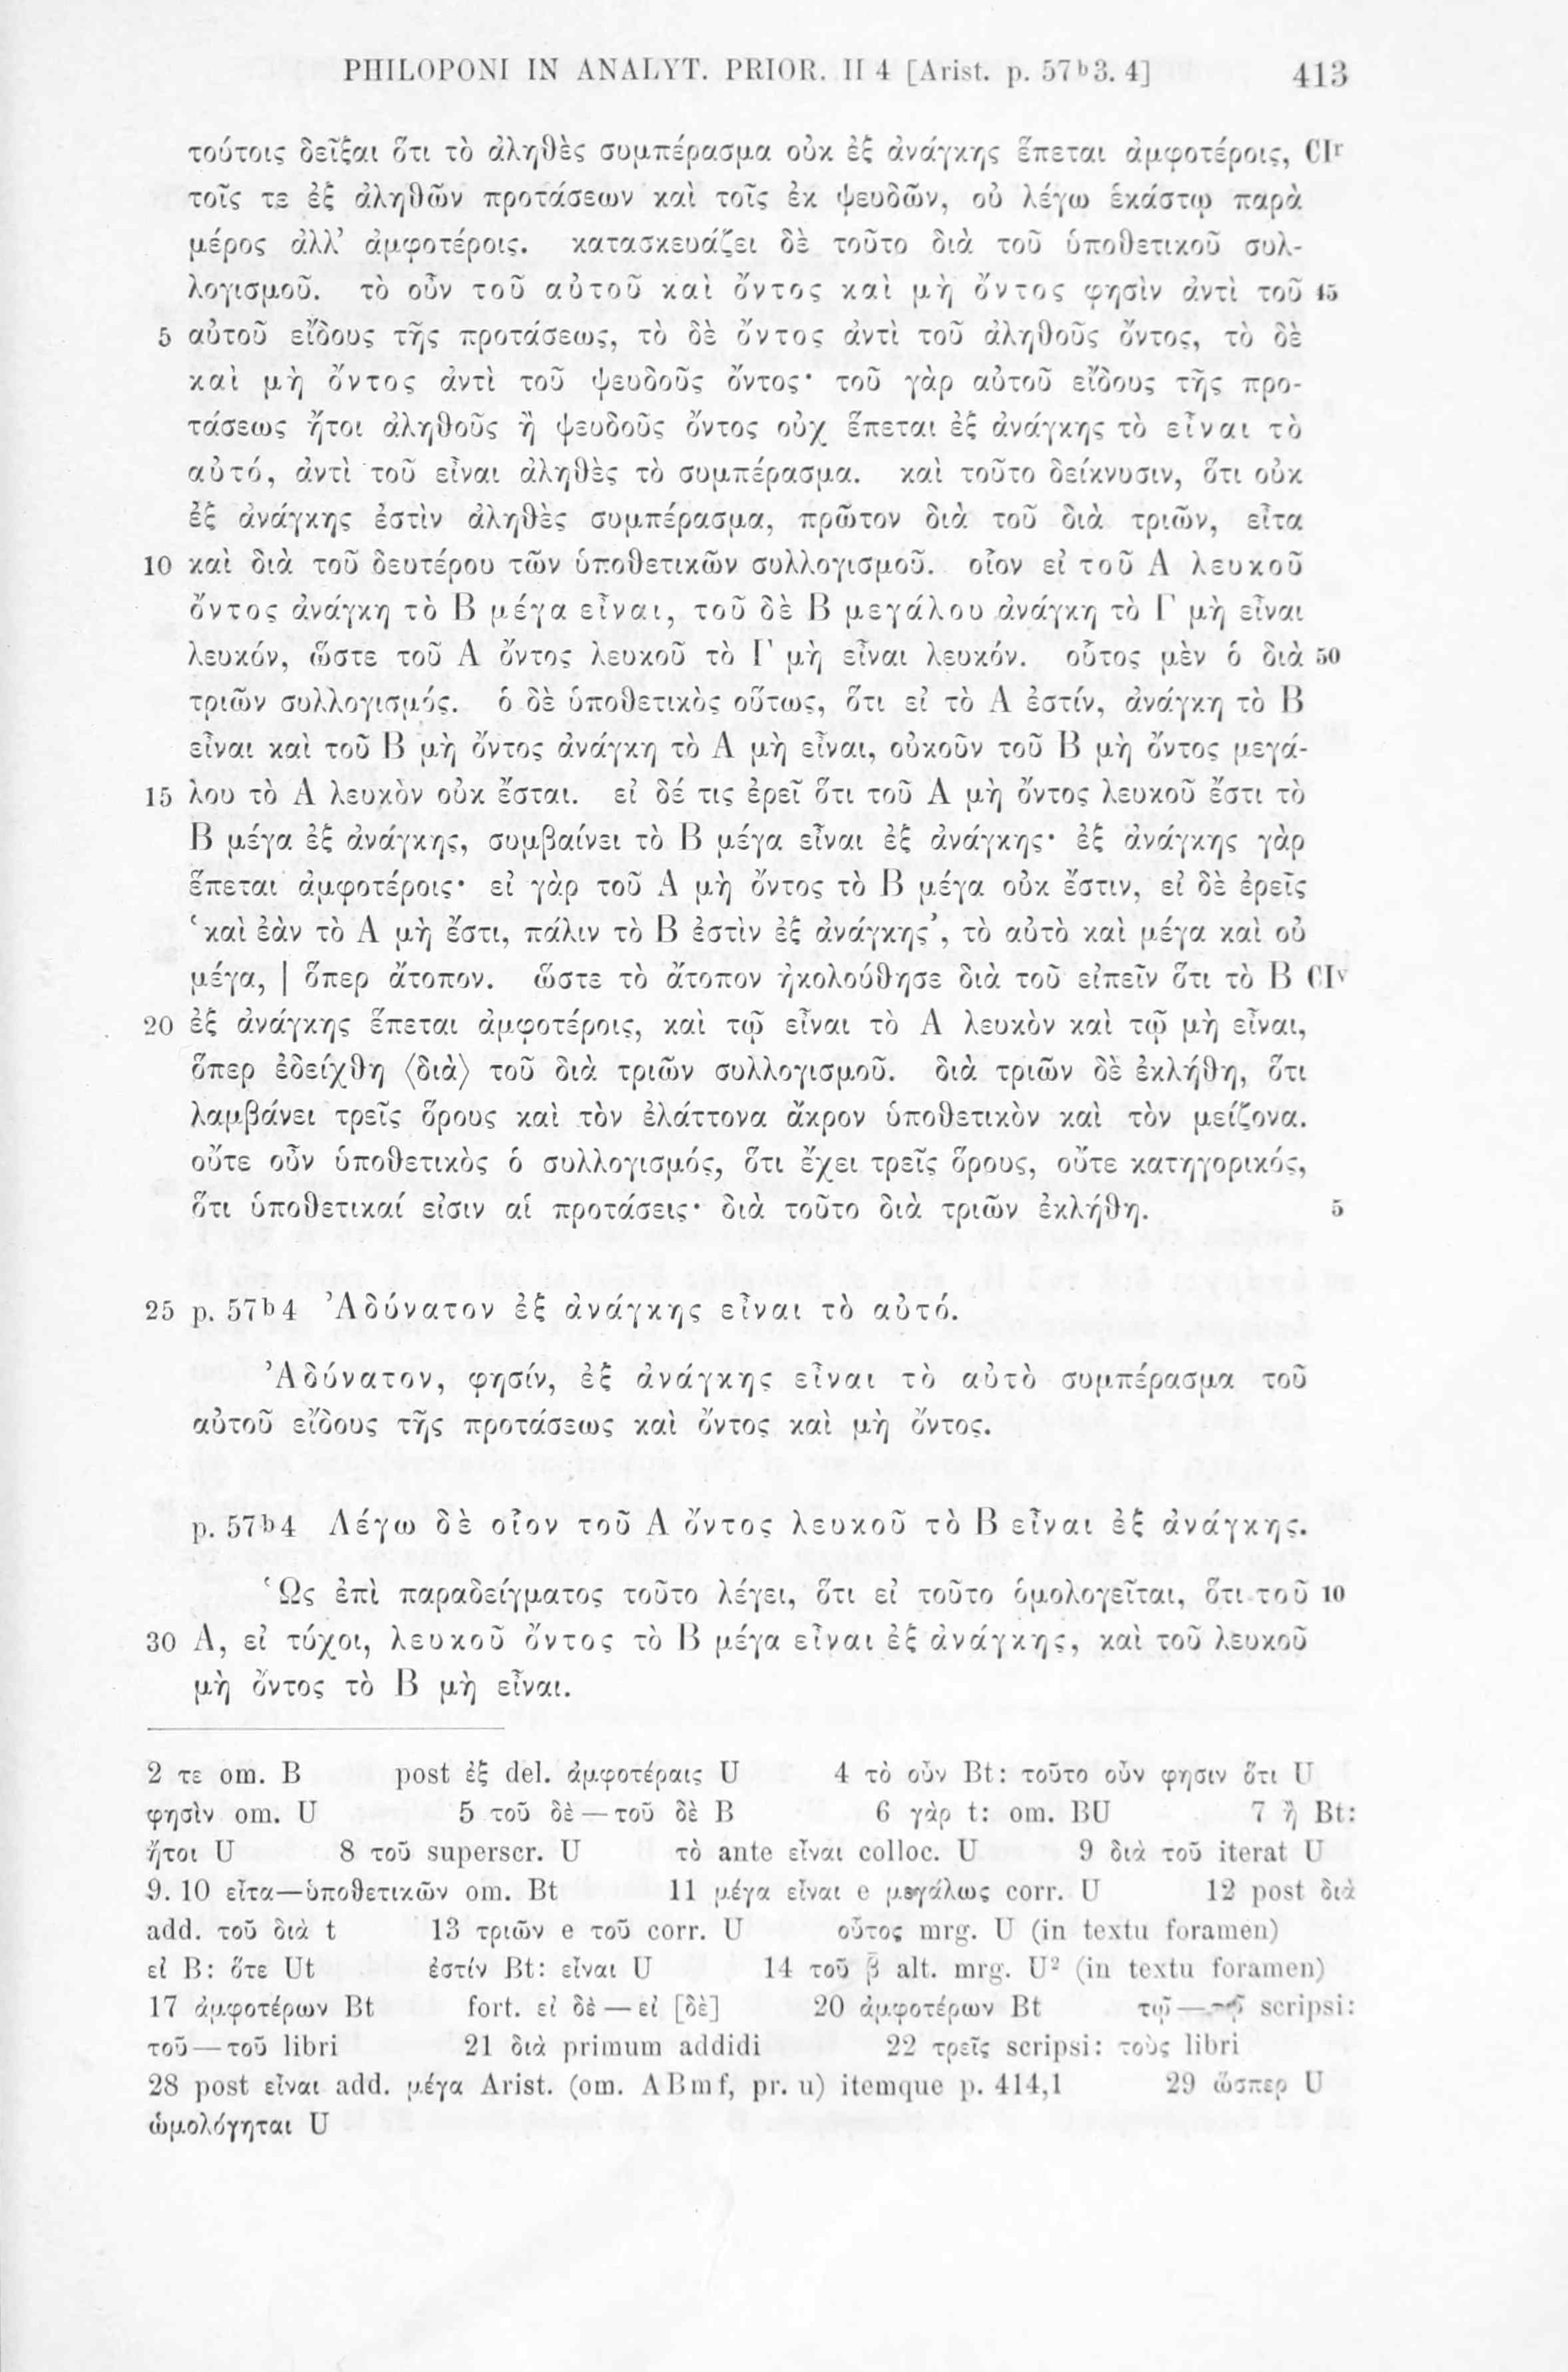 PHILOPONI IN ANALYT. PRIOR. II 4 [Arist. p. 57ᵇ3. 4] 413
τούτοις δεῖξαι ὅτι τὸ ἀληθὲς συμπέρασμα οὐκ ἐξ ἀνάγκης ἕπεται ἀμφοτέροις, CIʳ
τοῖς τε ἐξ ἀληθῶν προτάσεων καὶ τοῖς ἐκ ψευδῶν, οὐ λέγω ἑκάστῳ παρὰ
μέρος ἀλλ’ ἀμφοτέροις. κατασκευάζει δὲ τοῦτο διὰ τοῦ ὑποθετικοῦ συλ-
λογισμοῦ. τὸ οὖν τοῦ αὐτοῦ καὶ ὄντος καὶ μὴ ὄντος φησὶν ἀντὶ τοῦ 45
5 αὐτοῦ εἴδους τῆς προτάσεως, τὸ δὲ ὄντος ἀντὶ τοῦ ἀληθοῦς ὄντος, τὸ δὲ
καὶ μὴ ὄντος ἀντὶ τοῦ ψευδοῦς ὄντος· τοῦ γὰρ αὐτοῦ εἴδους τῆς προ-
τάσεως ἤτοι ἀληθοῦς ἢ ψευδοῦς ὄντος οὐχ ἕπεται ἐξ ἀνάγκης τὸ εἶναι τὸ
αὐτό, ἀντὶ τοῦ εἶναι ἀληθὲς τὸ συμπέρασμα. καὶ τοῦτο δείκνυσιν, ὅτι οὐκ
ἐξ ἀνάγκης ἐστὶν ἀληθὲς συμπέρασμα, πρῶτον διὰ τοῦ διὰ τριῶν, εἶτα
10 καὶ διὰ τοῦ δευτέρου τῶν ὑποθετικῶν συλλογισμοῦ. οἷον εἰ τοῦ Α λευκοῦ
ὄντος ἀνάγκη τὸ Β μέγα εἶναι, τοῦ δὲ Β μεγάλου ἀνάγκη τὸ Γ μὴ εἶναι
λευκόν, ὥστε τοῦ Α ὄντος λευκοῦ τὸ Γ μὴ εἶναι λευκόν. οὗτος μὲν ὁ διὰ 50
τριῶν συλλογισμός. ὁ δὲ ὑποθετικὸς οὕτως, ὅτι εἰ τὸ Α ἐστίν, ἀνάγκη τὸ Β
εἶναι καὶ τοῦ Β μὴ ὄντος ἀνάγκη τὸ Α μὴ εἶναι, οὐκοῦν τοῦ Β μὴ ὄντος μεγά-
15 λου τὸ Α λευκὸν οὐκ ἔσται. εἰ δέ τις ἐρεῖ ὅτι τοῦ Α μὴ ὄντος λευκοῦ ἔστι τὸ
Β μέγα ἐξ ἀνάγκης, συμβαίνει τὸ Β μέγα εἶναι ἐξ ἀνάγκης· ἐξ ἀνάγκης γὰρ
ἕπεται ἀμφοτέροις· εἰ γὰρ τοῦ Α μὴ ὄντος τὸ Β μέγα οὐκ ἔστιν, εἰ δὲ ἐρεῖς
‘καὶ ἐὰν τὸ Α μὴ ἔστι, πάλιν τὸ Β ἐστὶν ἐξ ἀνάγκης’, τὸ αὐτὸ καὶ μέγα καὶ οὐ
μέγα, | ὅπερ ἄτοπον. ὥστε τὸ ἄτοπον ἠκολούθησε διὰ τοῦ εἰπεῖν ὅτι τὸ Β CIᵛ
20 ἐξ ἀνάγκης ἕπεται ἀμφοτέροις, καὶ τῷ εἶναι τὸ Α λευκὸν καὶ τῷ μὴ εἶναι,
ὅπερ ἐδείχθη ⟨διὰ⟩ τοῦ διὰ τριῶν συλλογισμοῦ. διὰ τριῶν δὲ ἐκλήθη, ὅτι
λαμβάνει τρεῖς ὅρους καὶ τὸν ἐλάττονα ἄκρον ὑποθετικὸν καὶ τὸν μείζονα.
οὔτε οὖν ὑποθετικὸς ὁ συλλογισμός, ὅτι ἔχει τρεῖς ὅρους, οὔτε κατηγορικός,
ὅτι ὑποθετικαί εἰσιν αἱ προτάσεις· διὰ τοῦτο διὰ τριῶν ἐκλήθη. 5
25 p. 57ᵇ4 Ἀδύνατον ἐξ ἀνάγκης εἶναι τὸ αὐτό.
Ἀδύνατον, φησίν, ἐξ ἀνάγκης εἶναι τὸ αὐτὸ συμπέρασμα τοῦ
αὐτοῦ εἴδους τῆς προτάσεως καὶ ὄντος καὶ μὴ ὄντος.
p. 57ᵇ4 Λέγω δὲ οἷον τοῦ Α ὄντος λευκοῦ τὸ Β εἶναι ἐξ ἀνάγκης.
Ὡς ἐπὶ παραδείγματος τοῦτο λέγει, ὅτι εἰ τοῦτο ὁμολογεῖται, ὅτι τοῦ 10
30 Α, εἰ τύχοι, λευκοῦ ὄντος τὸ Β μέγα εἶναι ἐξ ἀνάγκης, καὶ τοῦ λευκοῦ
μὴ ὄντος τὸ Β μὴ εἶναι.
2 τε om. B post ἐξ del. ἀμφοτέραις U 4 τὸ οὖν Bt: τοῦτο οὖν φησιν ὅτι U
φησὶν om. U 5 τοῦ δὲ — τοῦ δὲ B 6 γὰρ t: om. BU 7 ἢ Bt:
ἤτοι U 8 τοῦ superscr. U τὸ ante εἶναι colloc. U 9 διὰ τοῦ iterat U
9. 10 εἶτα—ὑποθετικῶν om. Bt 11 μέγα εἶναι e μεγάλως corr. U 12 post διὰ
add. τοῦ διὰ t 13 τριῶν e τοῦ corr. U οὗτος mrg. U (in textu foramen)
εἰ B: ὅτε Ut ἐστίν Bt: εἶναι U 14 τοῦ β̄ alt. mrg. U² (in textu foramen)
17 ἀμφοτέρων Bt fort. εἰ δὲ — εἰ [δὲ] 20 ἀμφοτέρων Bt τῷ — τῷ scripsi:
τοῦ — τοῦ libri 21 διὰ primum addidi 22 τρεῖς scripsi: τοὺς libri
28 post εἶναι add. μέγα Arist. (om. ABmf, pr. u) itemque p. 414,1 29 ὥσπερ U
ὡμολόγηται U